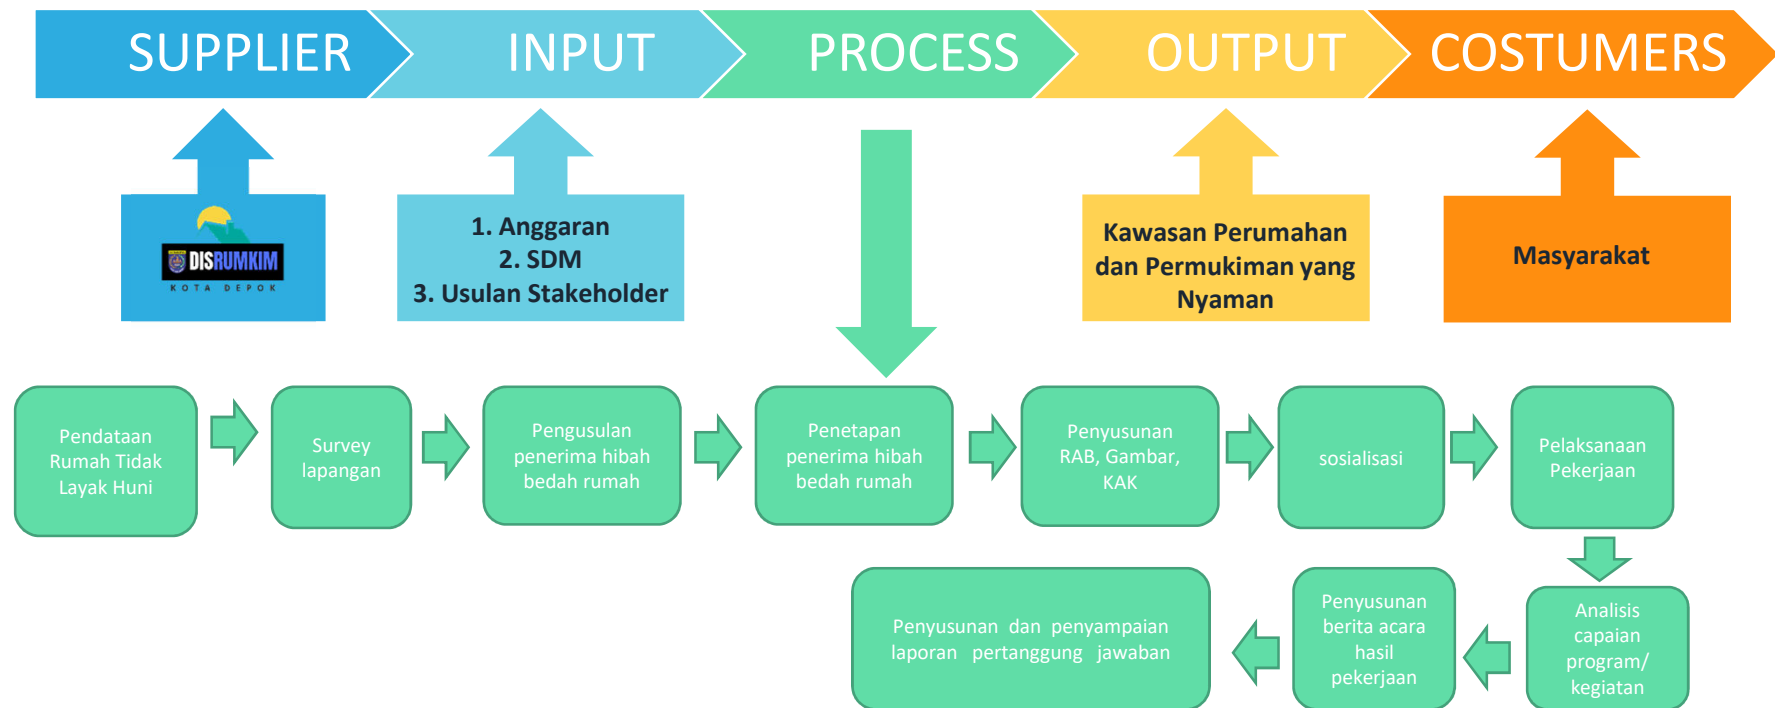 SUPPLIER
INPUT
PROCESS
OUTPUT
COSTUMERS
DISRUMKIM
KOTA DEPOK
1. Anggaran
2. SDM
3. Usulan Stakeholder
Kawasan Perumahan
dan Permukiman yang
Nyaman
Masyarakat
Pendataan
Rumah Tidak
Layak Huni
Survey
lapangan
Pengusulan
penerima hibah
bedah rumah
Penetapan
penerima hibah
bedah rumah
Penyusunan
RAB, Gambar,
KAK
sosialisasi
Pelaksanaan
Pekerjaan
Analisis
capaian
program/
kegiatan
Penyusunan
berita acara
hasil
pekerjaan
Penyusunan dan penyampaian
laporan pertanggung jawaban